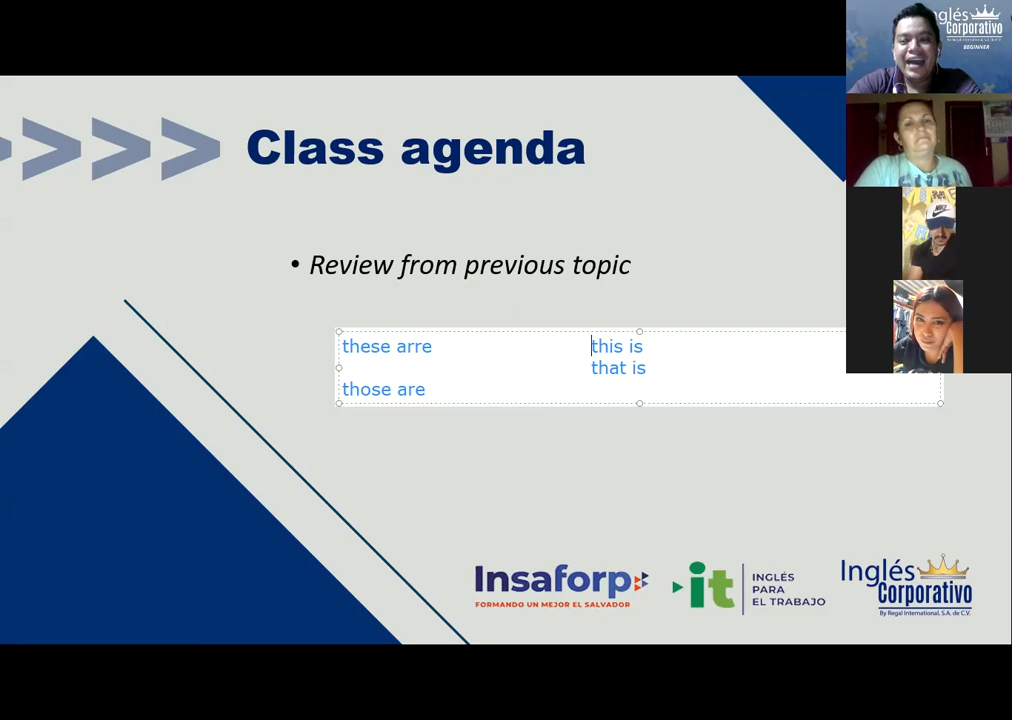 Inglés
Corporativo
BEGINNER
Class agenda
• Review from previous topic
these arre
this is
that is
those are
Insaforp
FORMANDO UN MEJOR EL SALVADOR
it
INGLÉS
PARA
EL TRABAJO
Inglés
Corporativo
By Regal International, S.A. de C.V.